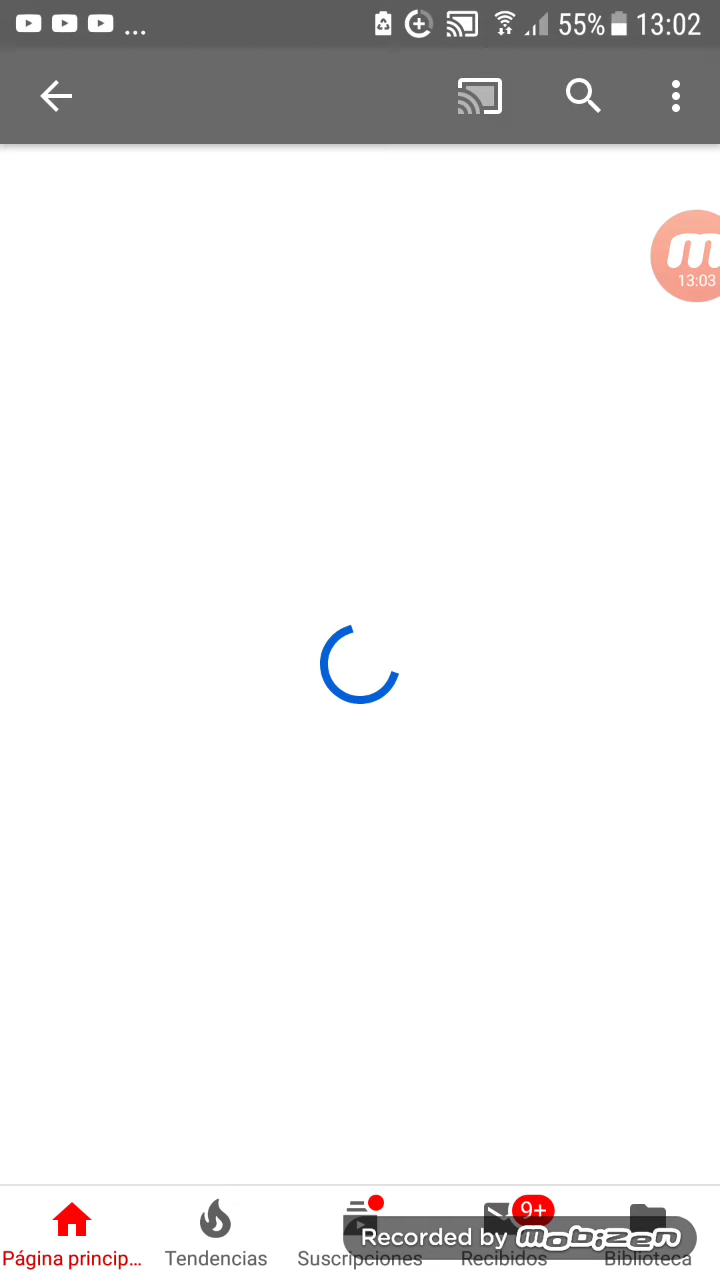 ... 55% 13:02
m
13:03
9+
Recorded by mobizen
Página princip... Tendencias Suscripciones Recibidos Biblioteca